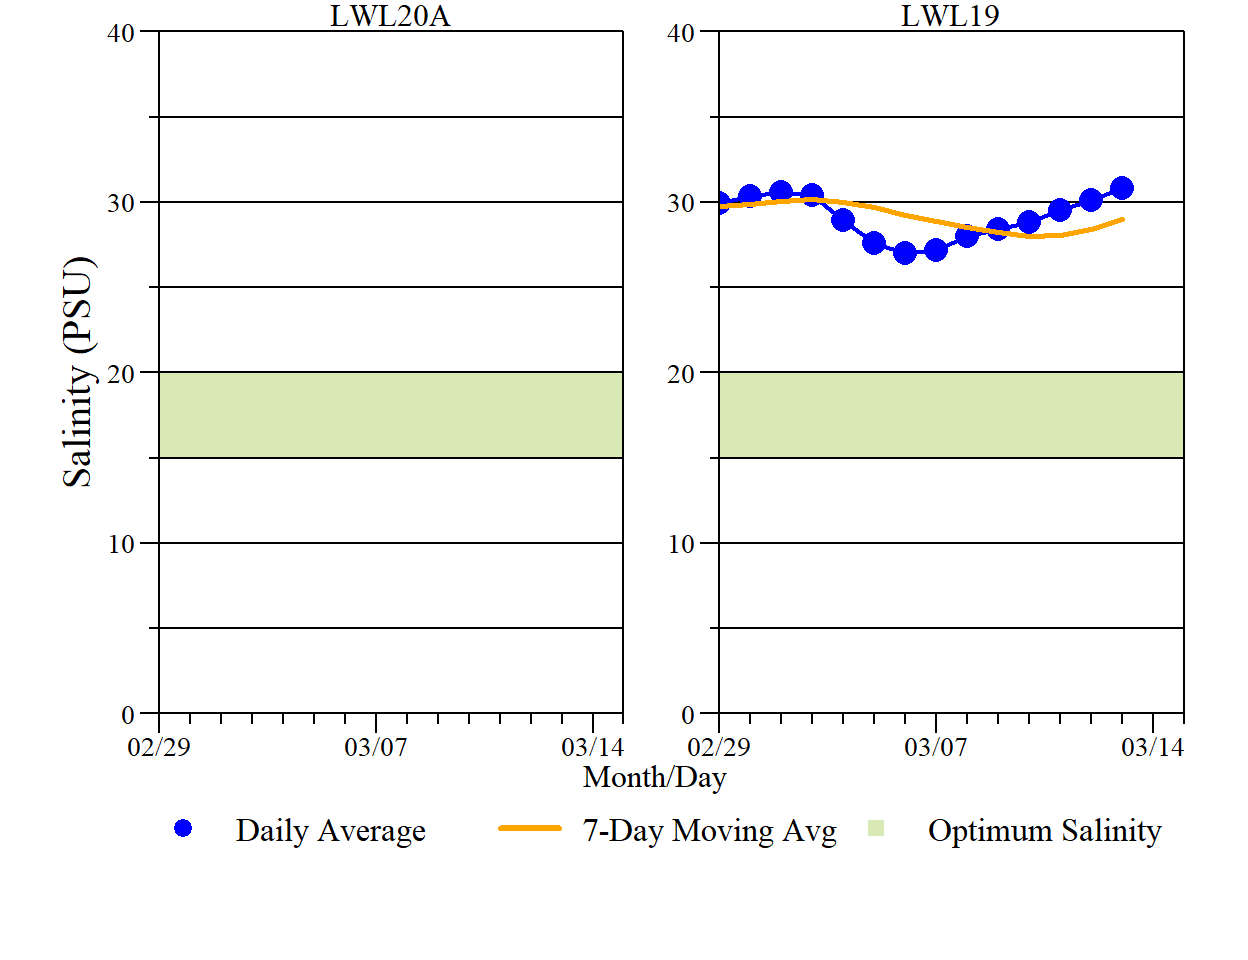 LWL20A
LWL19
40
30
20
10
0
40
30
20
10
0
Salinity (PSU)
02/29
03/07
03/14
02/29
03/07
03/14
Month/Day
Daily Average
7-Day Moving Avg
Optimum Salinity